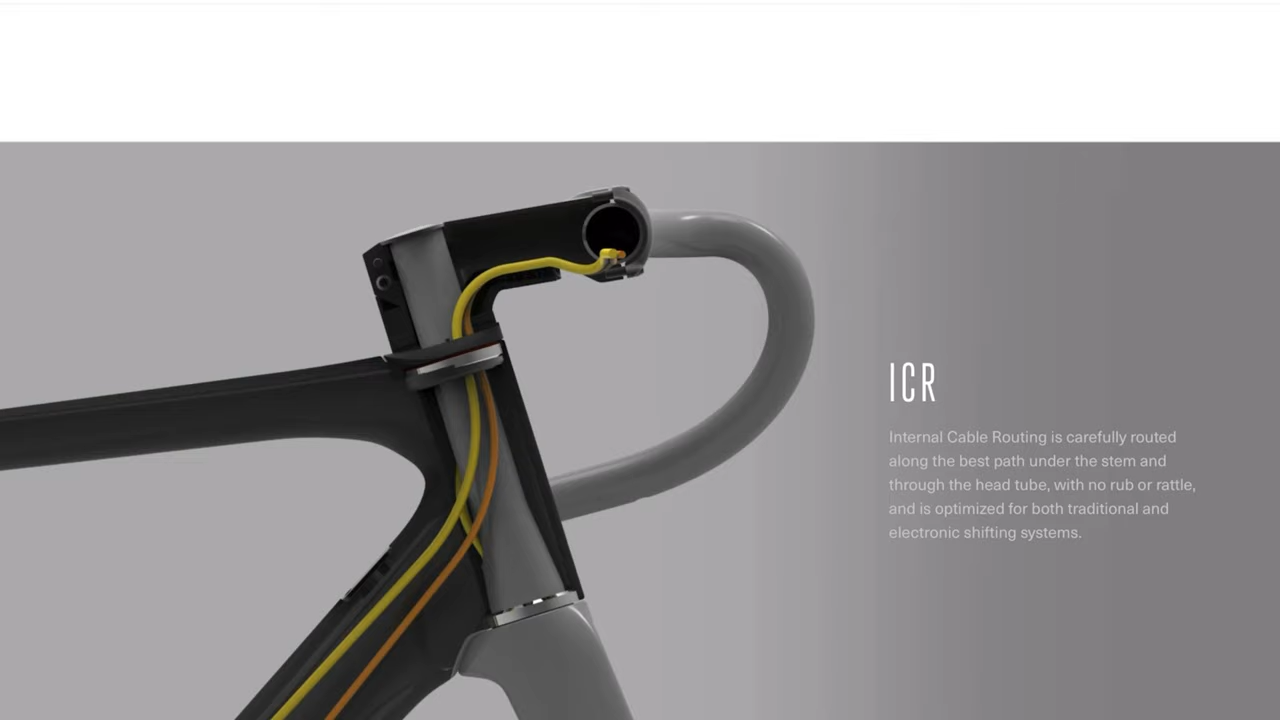 ICR
Internal Cable Routing is carefully routed
along the best path under the stem and
through the head tube, with no rub or rattle,
and is optimized for both traditional and
electronic shifting systems.